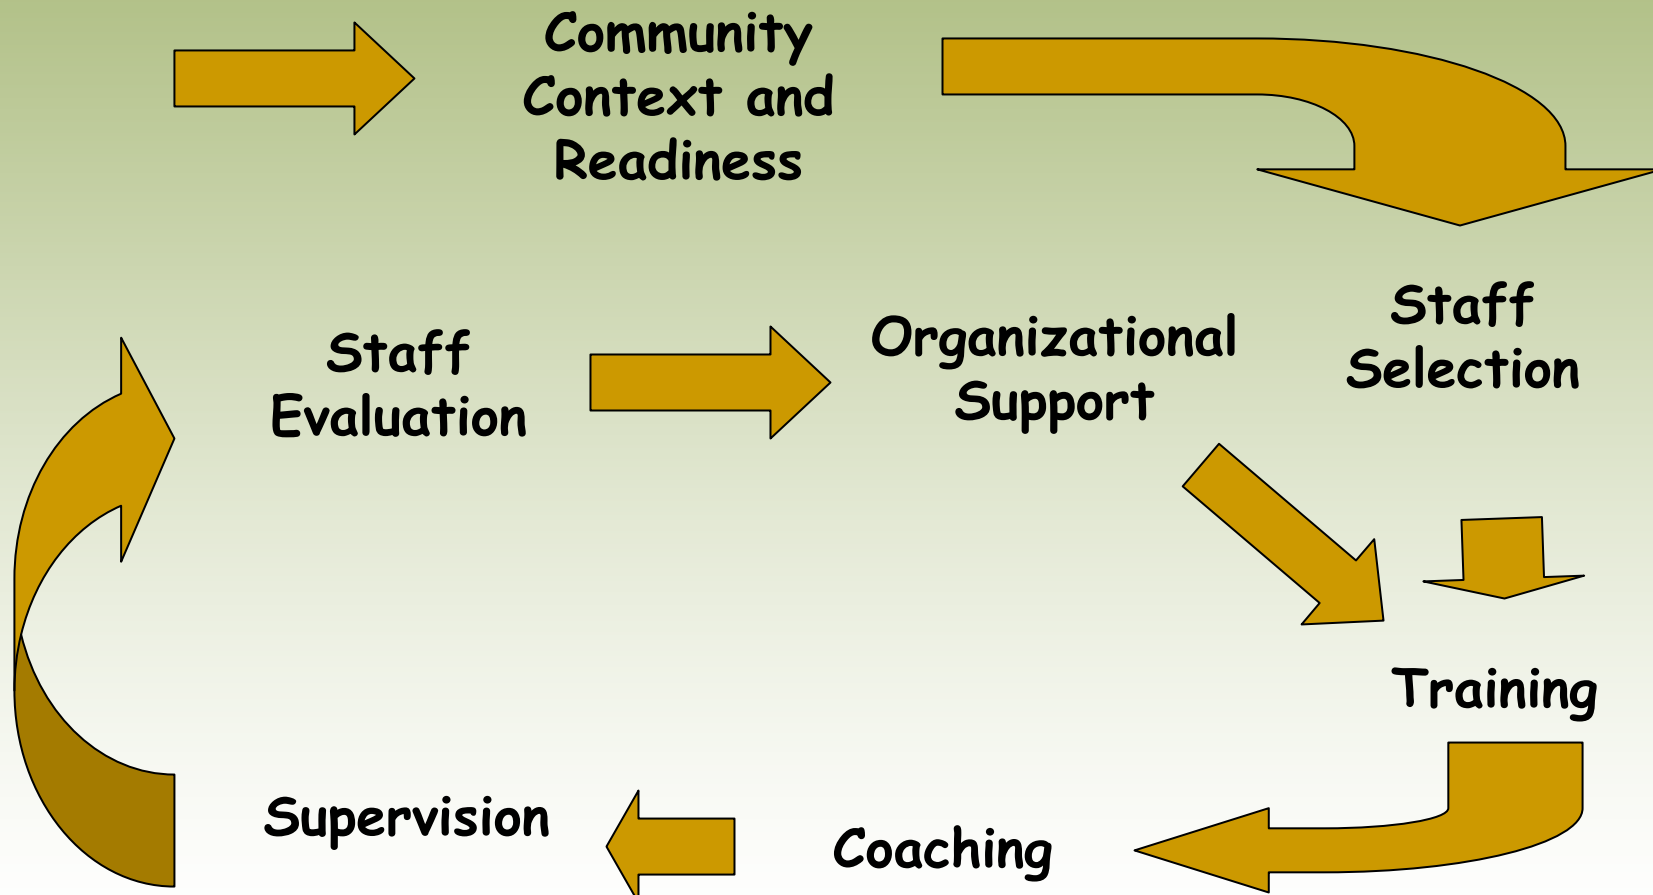 Community
Context and
Readiness
Staff
Selection
Organizational
Support
Staff
Evaluation
Training
Coaching
Supervision